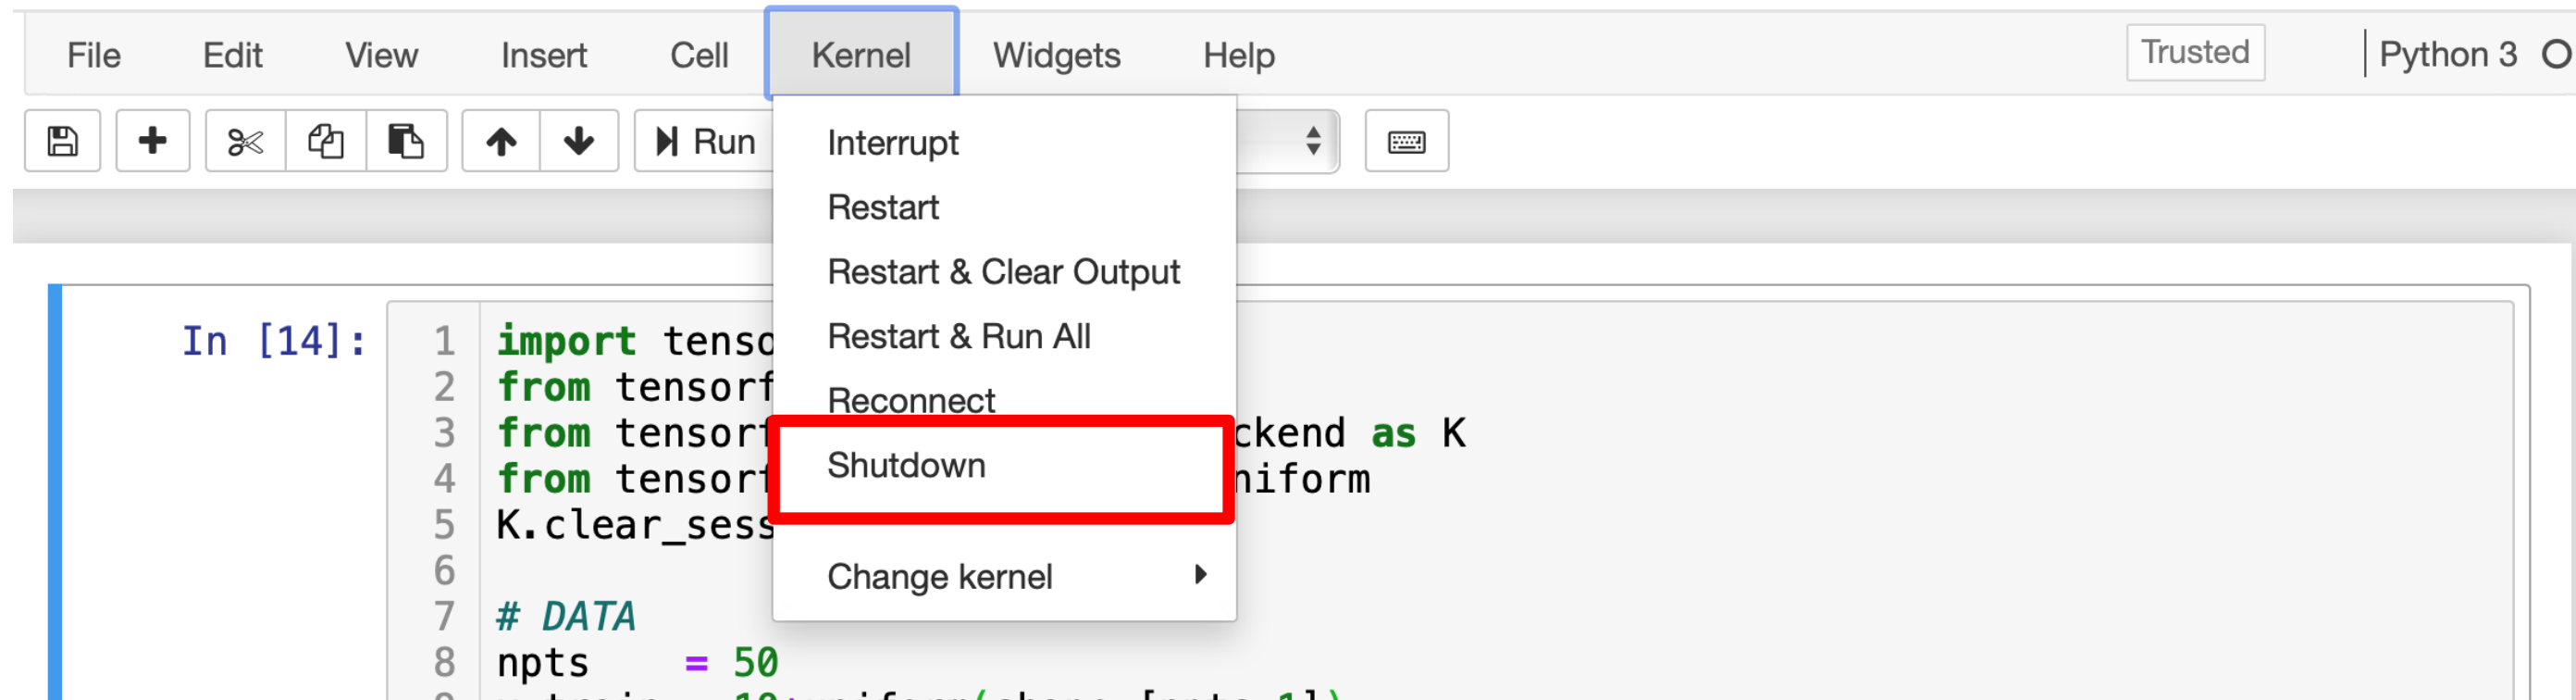 File Edit View Insert Cell Kernel Widgets Help Trusted Python 3
Run
Interrupt
Restart
Restart & Clear Output
Restart & Run All
Reconnect
Shutdown
Change kernel
In [14]:
1 import tenso
2 from tensorf
3 from tensorf ckend as K
4 from tensorf niform
5 K.clear_sess
6
7 # DATA
8 npts = 50